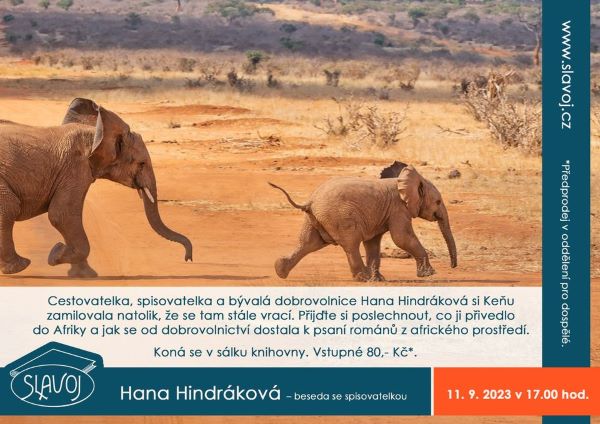 www.slavoj.cz
*Předprodej v oddělení pro dospělé.
Cestovatelka, spisovatelka a bývalá dobrovolnice Hana Hindráková si Keňu
zamilovala natolik, že se tam stále vrací. Přijďte si poslechnout, co ji přivedlo
do Afriky a jak se od dobrovolnictví dostala k psaní románů z afrického prostředí.
Koná se v sálku knihovny. Vstupné 80,- Kč*.
SLAVOJ
Hana Hindráková – beseda se spisovatelkou
11. 9. 2023 v 17.00 hod.